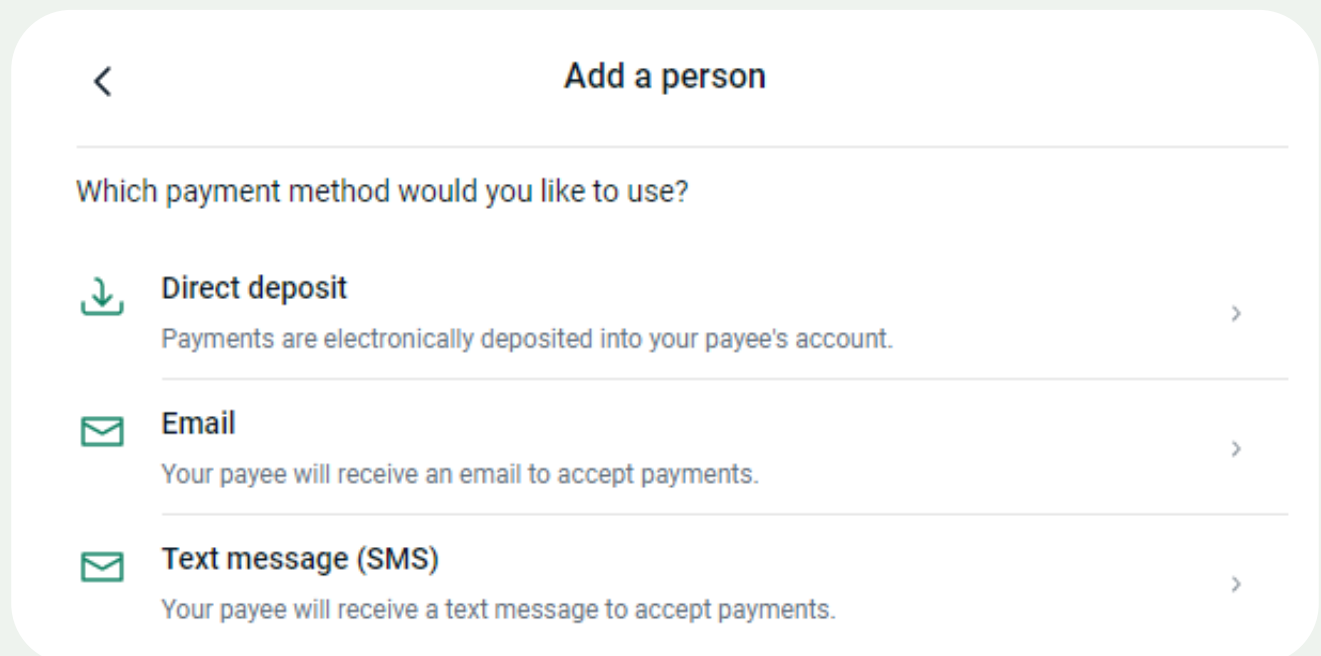 Add a person
Which payment method would you like to use?
Direct deposit
Payments are electronically deposited into your payee's account.
Email
Your payee will receive an email to accept payments.
Text message (SMS)
Your payee will receive a text message to accept payments.